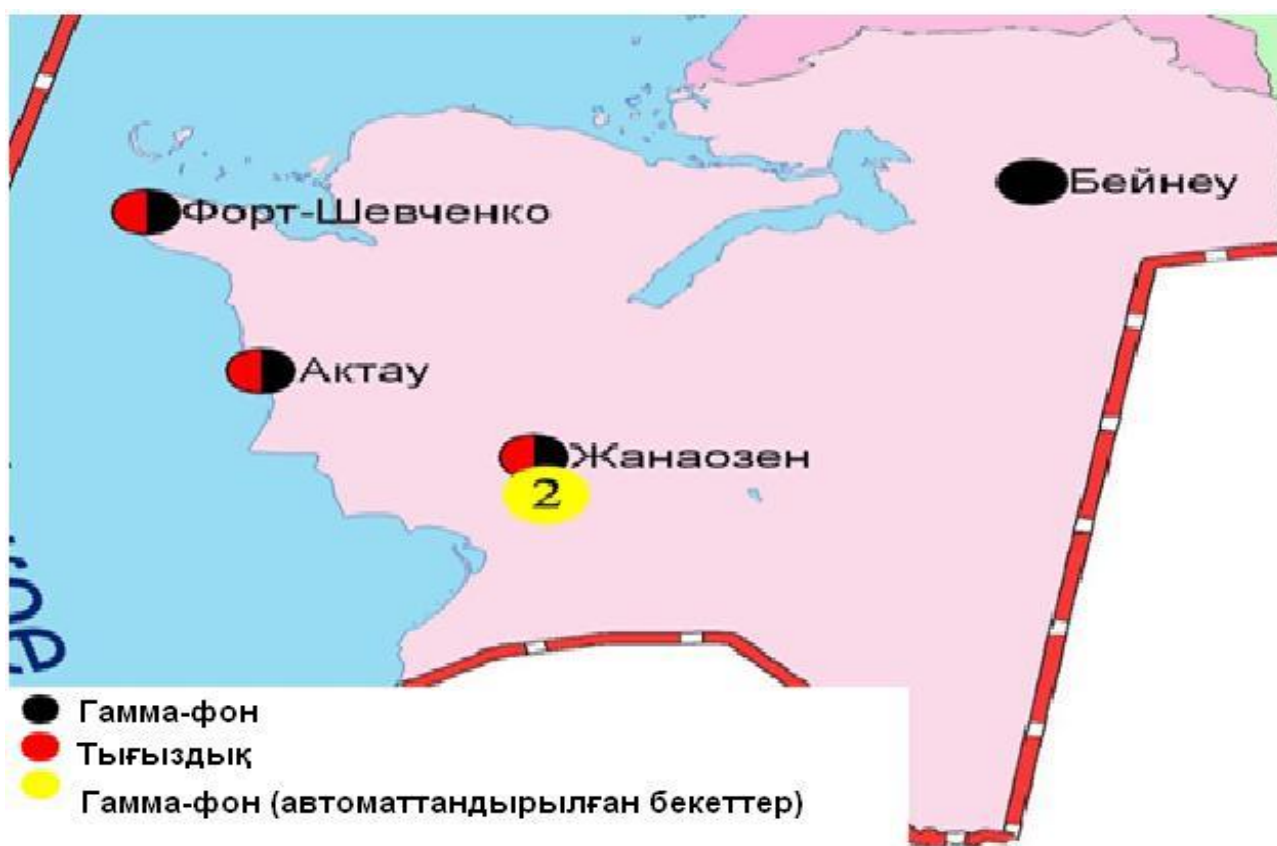 Бейнеу
Форт-Шевченко
Актау
Жанаозен
2
Гамма-фон
Тығыздық
Гамма-фон (автоматтандырылған бекеттер)